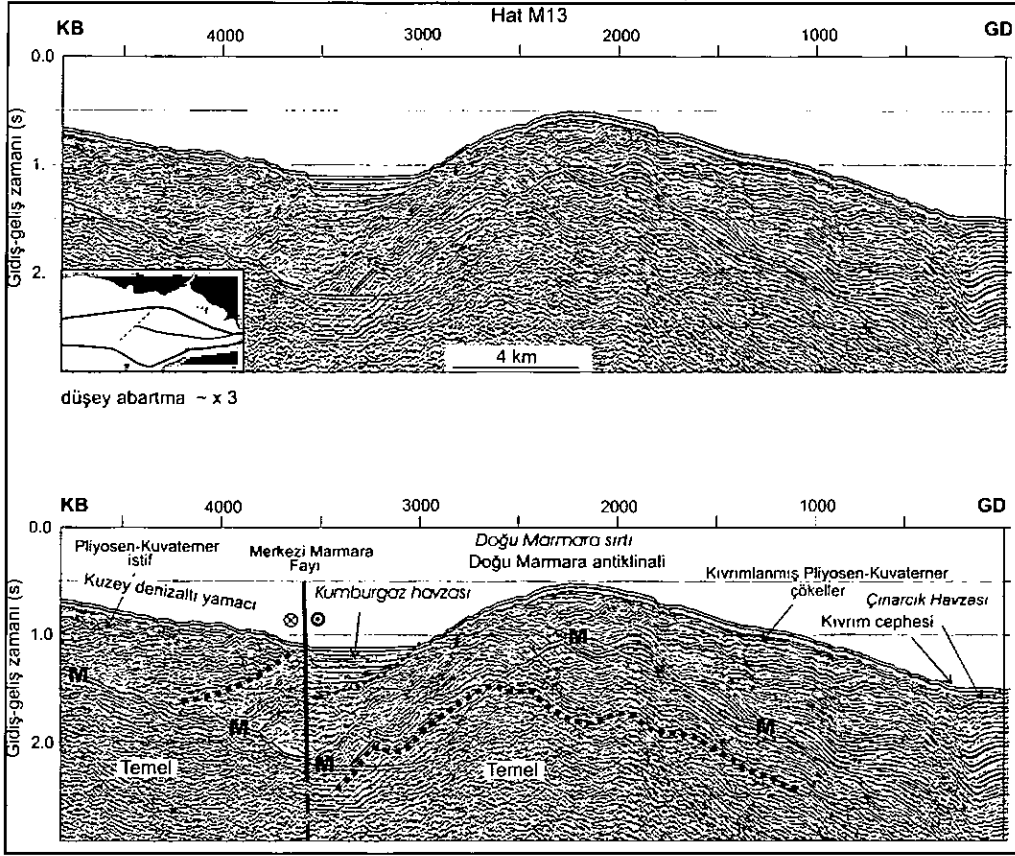 Hat M13
KB 4000 3000 2000 1000 GD
0.0
1.
2.
Gidiş-geliş zamanı (s)
4 km
düşey abartma ~ x 3
KB 4000 3000 2000 1000 GD
0.0
1.0
2.0
Gidiş-geliş zamanı (s)
Pliyosen-Kuvaterner
istif
Kuzey denizaltı yamacı
Merkezi Marmara
Fayı
Kumburgaz havzası
Doğu Marmara sırtı
Doğu Marmara antiklinali
Kıvrımlanmış Pliyosen-Kuvaterner
çökeller
Çınarcık Havzası
Kıvrım cephesi
M
M
M
M
M
Temel
Temel